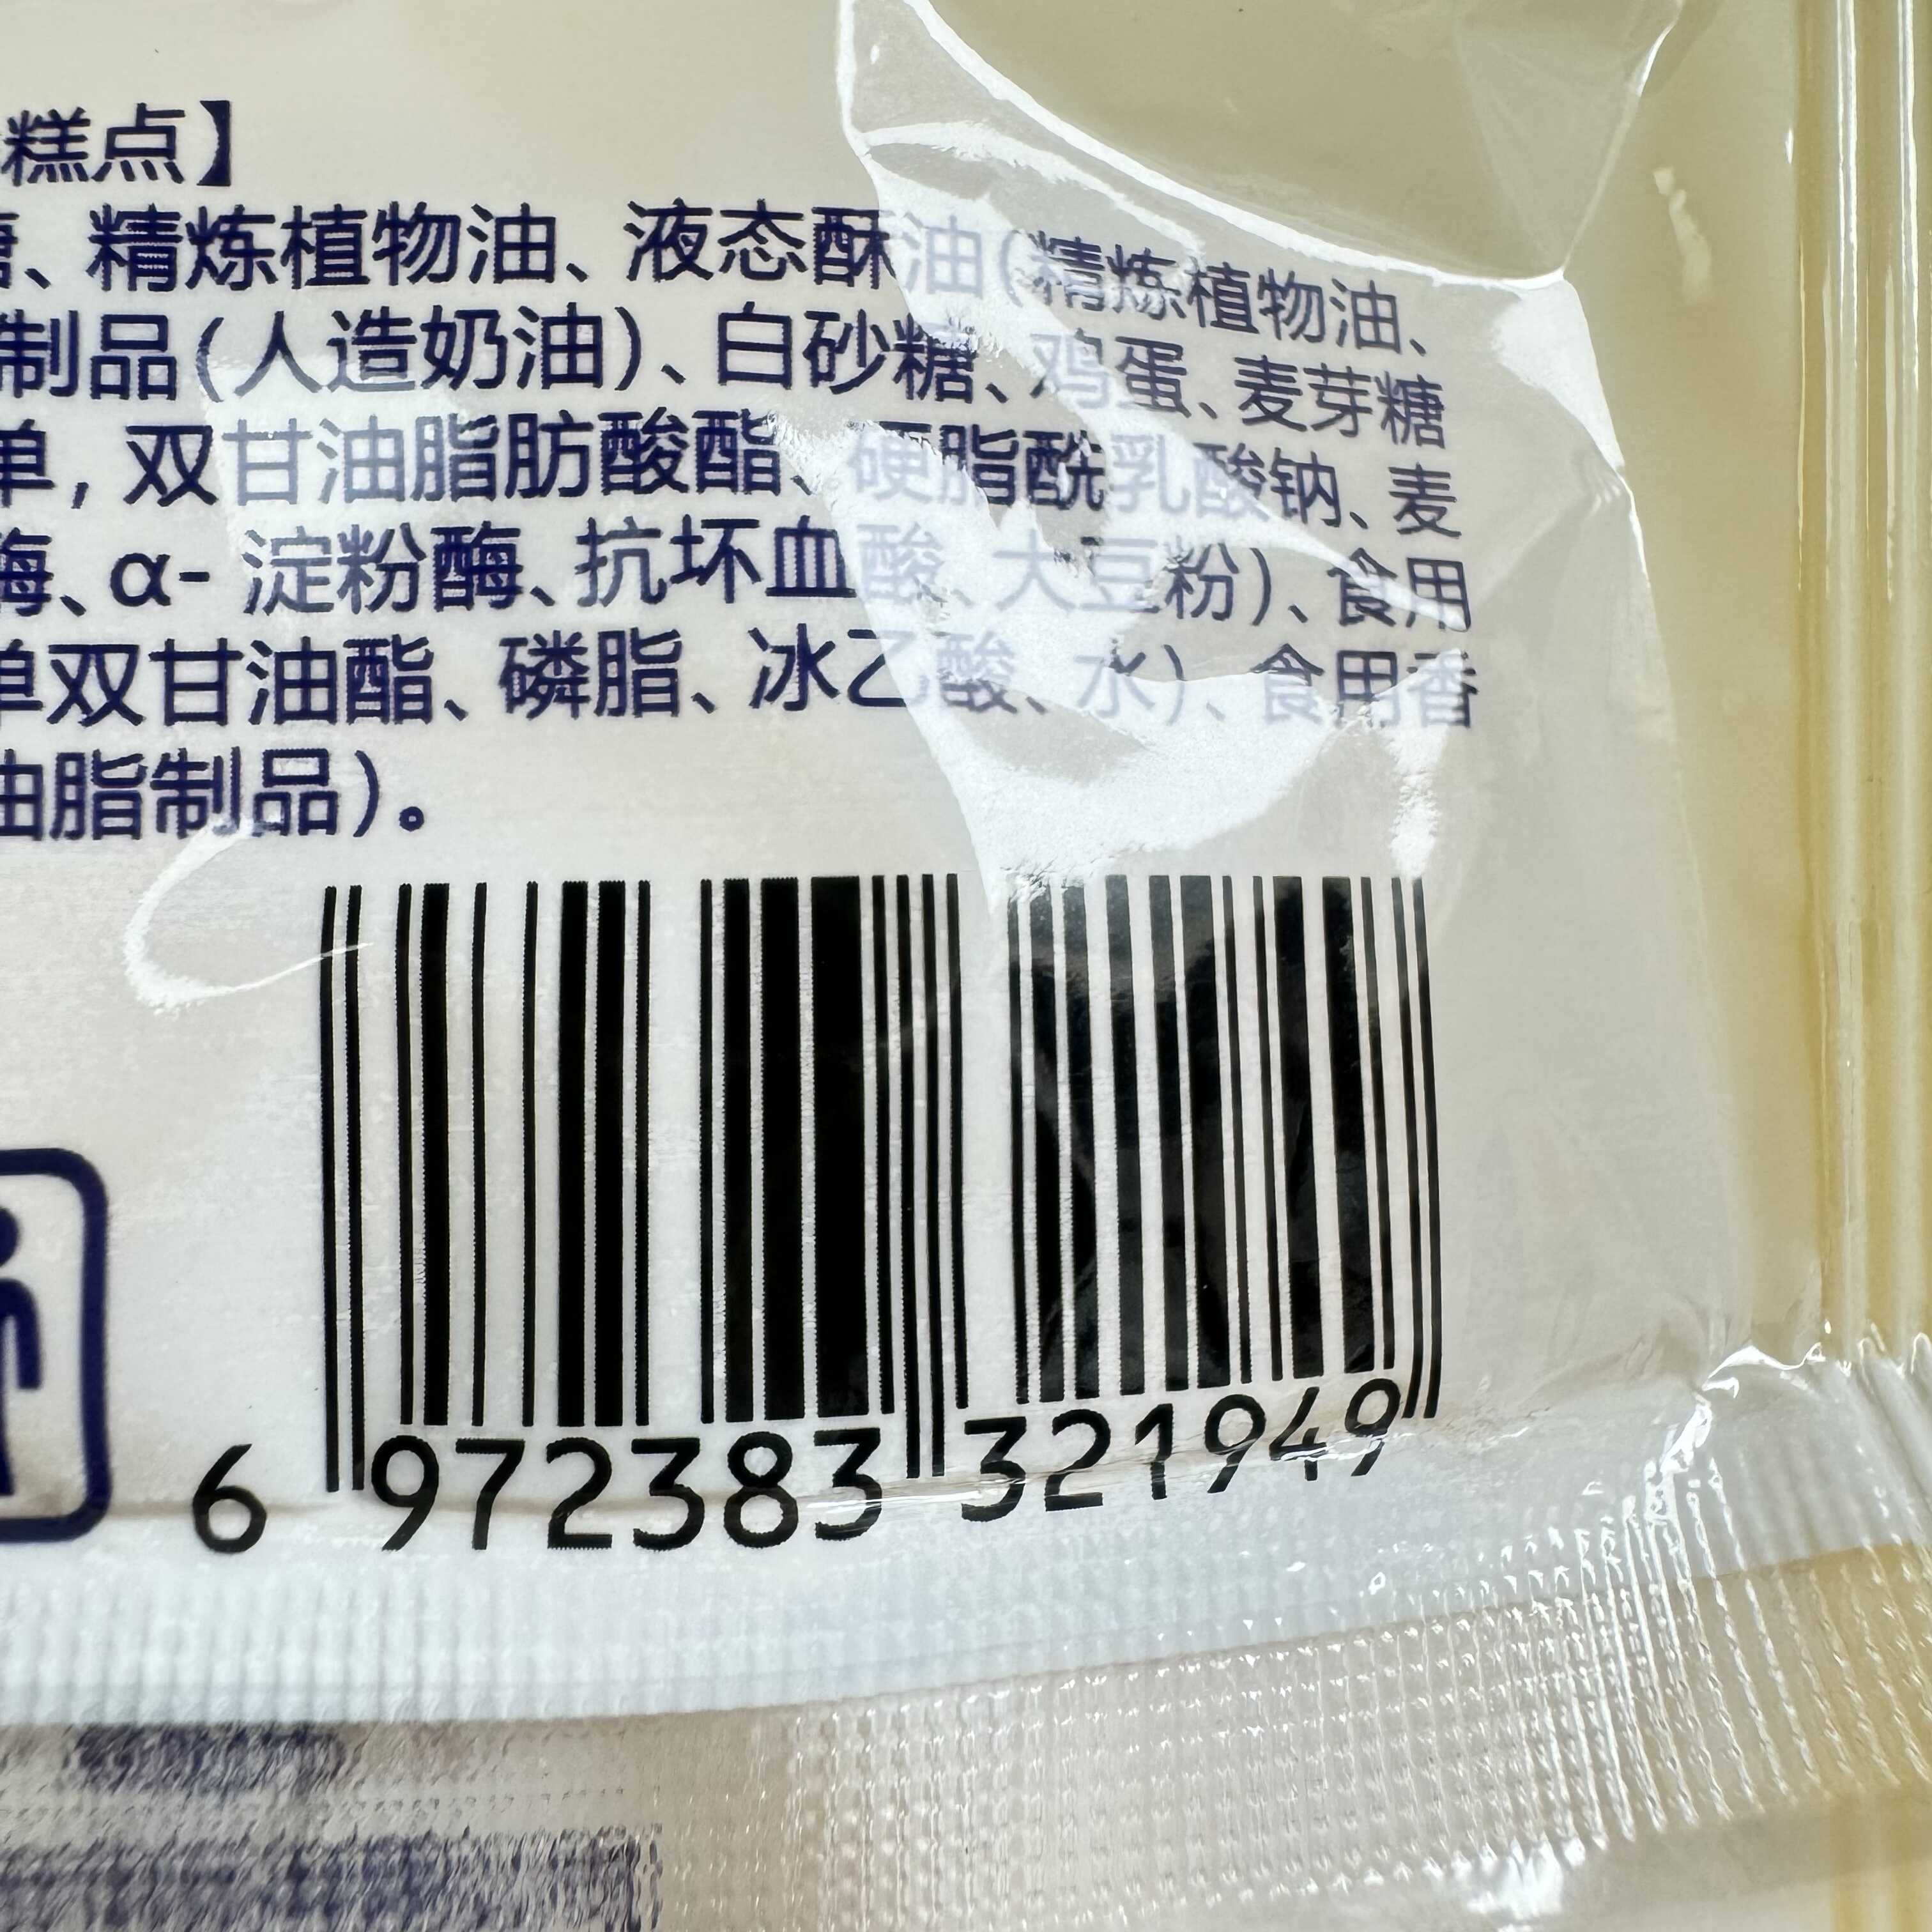 糕点】
、精炼植物油、液态酥油(精炼植物油、
制品(人造奶油)、白砂糖、鸡蛋、麦芽糖
单,双甘油脂肪酸酯、硬脂酰乳酸钠、麦
酶、α-淀粉酶、抗坏血酸、大豆粉)、食用
单双甘油酯、磷脂、冰乙酸、水)、食用香
油脂制品)。
6 972383 321949